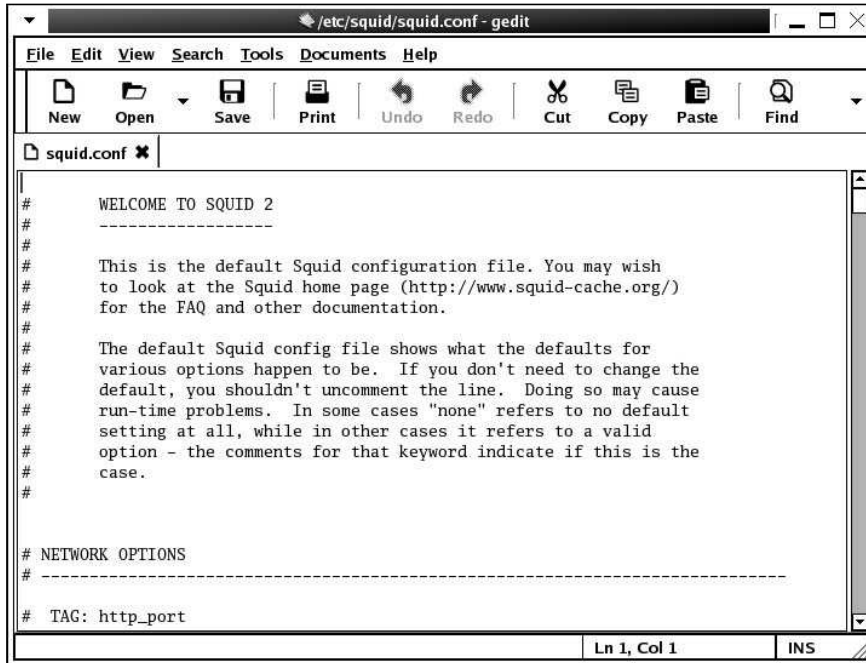 /etc/squid/squid.conf - gedit
File Edit View Search Tools Documents Help
New Open Save Print Undo Redo Cut Copy Paste Find
squid.conf
# WELCOME TO SQUID 2
# ------------------
#
# This is the default Squid configuration file. You may wish
# to look at the Squid home page (http://www.squid-cache.org/)
# for the FAQ and other documentation.
#
# The default Squid config file shows what the defaults for
# various options happen to be.  If you don't need to change the
# default, you shouldn't uncomment the line.  Doing so may cause
# run-time problems.  In some cases "none" refers to no default
# setting at all, while in other cases it refers to a valid
# option - the comments for that keyword indicate if this is the
# case.
#
# NETWORK OPTIONS
# -----------------------------------------------------------------------------
#  TAG: http_port
Ln 1, Col 1 INS